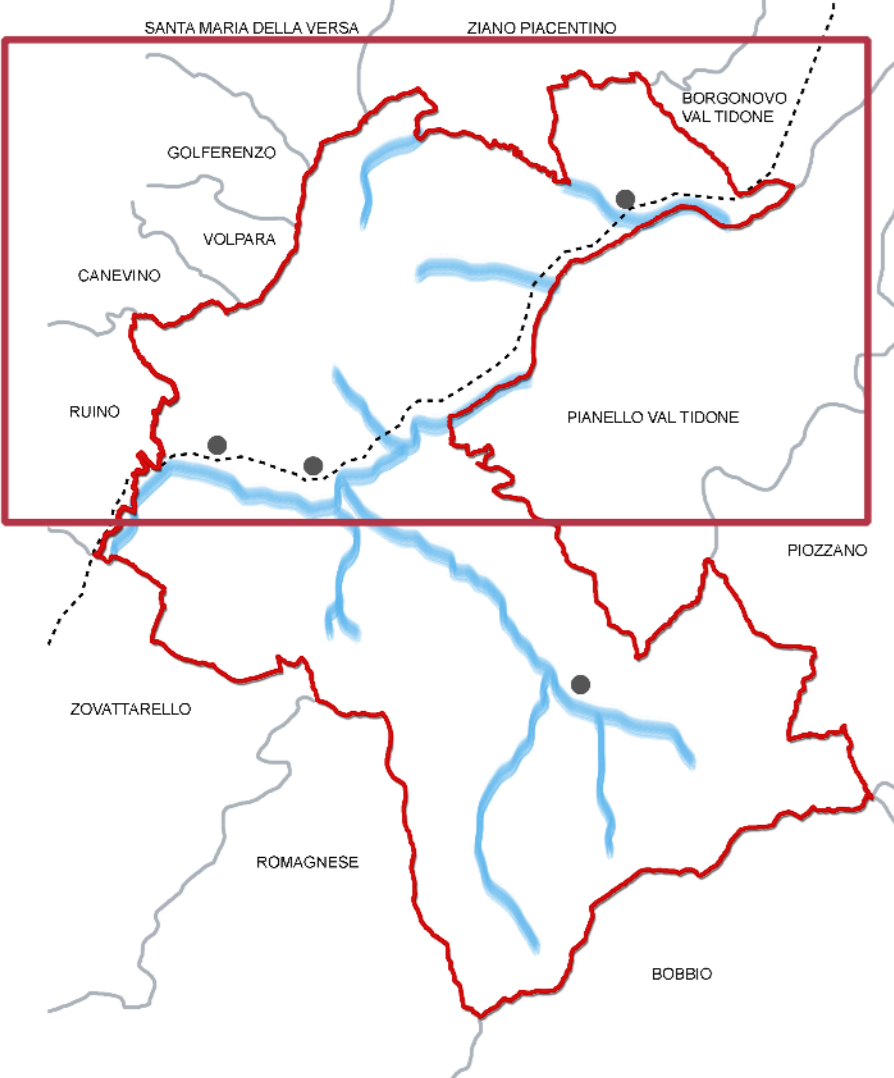 SANTA MARIA DELLA VERSA
ZIANO PIACENTINO
BORGONOVO
VAL TIDONE
GOLFERENZO
VOLPARA
CANEVINO
RUINO
PIANELLO VAL TIDONE
PIOZZANO
ZOVATTARELLO
ROMAGNESE
BOBBIO